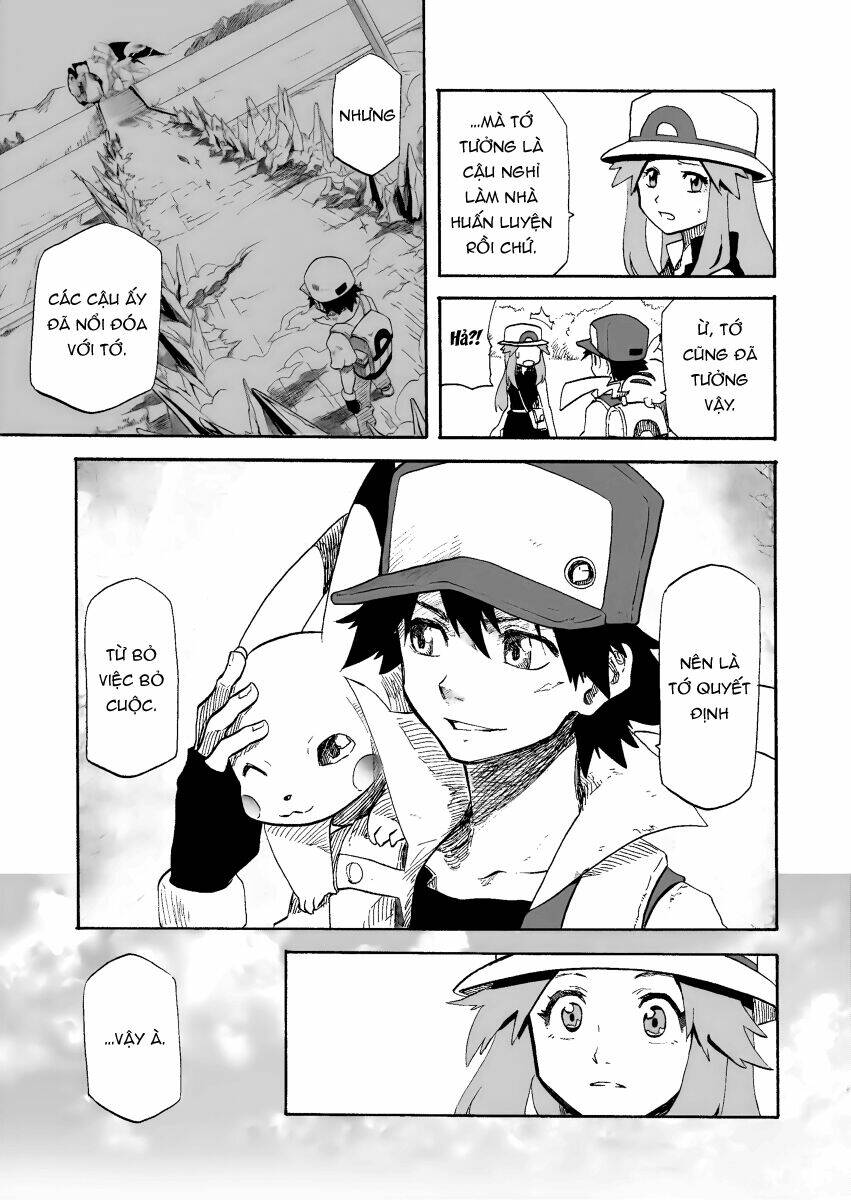 ...MÀ TỚ
TƯỞNG LÀ
CẬU NGHỈ
LÀM NHÀ
HUẤN LUYỆN
RỒI CHỨ.
Ừ, TỚ
CŨNG ĐÃ
TƯỞNG
VẬY.
HẢ?!
NHƯNG
CÁC CẬU ẤY
ĐÃ NỔI ĐÓA
VỚI TỚ.
NÊN LÀ
TỚ QUYẾT
ĐỊNH
TỪ BỎ
VIỆC BỎ
CUỘC.
...VẬY À.